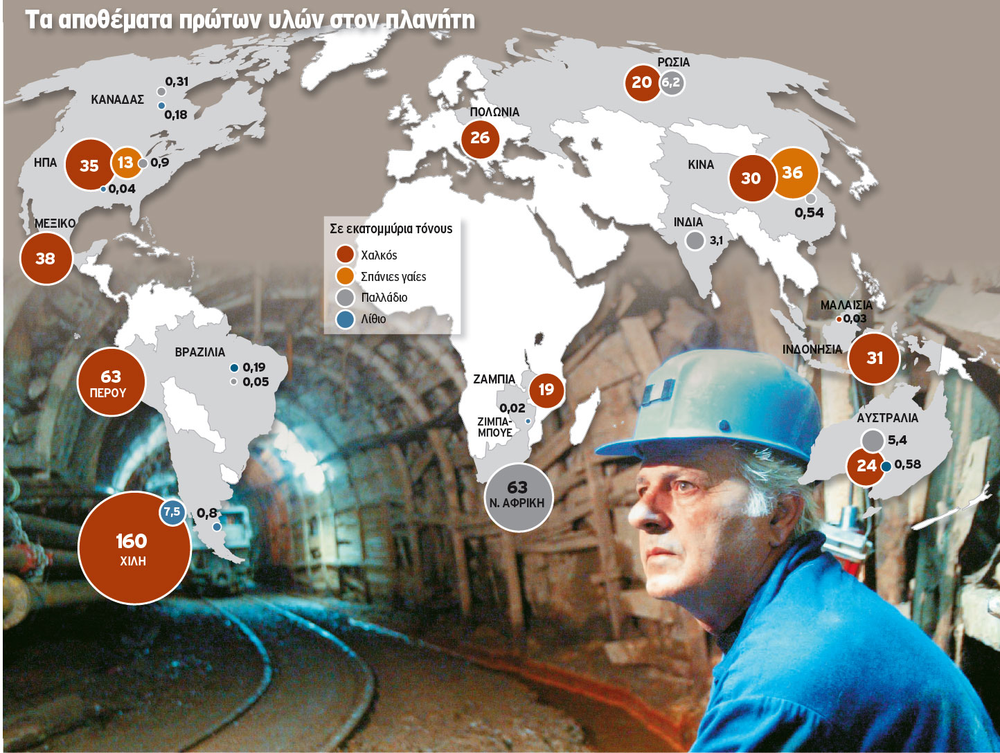 Τα αποθέματα πρώτων υλών στον πλανήτη
ΚΑΝΑΔΑΣ
0,31
0,18
ΗΠΑ
35
13
0,9
0,04
ΜΕΞΙΚΟ
38
ΡΩΣΙΑ
20
6,2
ΠΟΛΩΝΙΑ
26
ΚΙΝΑ
30
36
0,54
ΙΝΔΙΑ
3,1
Σε εκατομμύρια τόνους
Χαλκός
Σπάνιες γαίες
Παλλάδιο
Λίθιο
ΜΑΛΑΙΣΙΑ
0,03
ΙΝΔΟΝΗΣΙΑ
31
ΒΡΑΖΙΛΙΑ
0,19
0,05
63
ΠΕΡΟΥ
ΖΑΜΠΙΑ
19
0,02
ΖΙΜΠΑ-
ΜΠΟΥΕ
ΑΥΣΤΡΑΛΙΑ
5,4
24
0,58
63
Ν. ΑΦΡΙΚΗ
7,5
0,8
160
ΧΙΛΗ